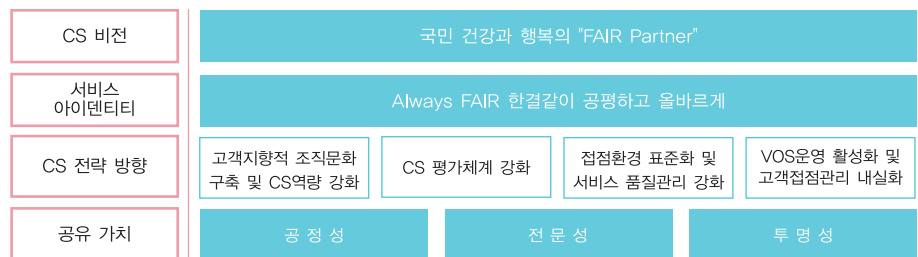 CS 비전
국민 건강과 행복의 "FAIR Partner"
서비스
아이덴티티
Always FAIR 한결같이 공평하고 올바르게
CS 전략 방향
고객지향적 조직문화
구축 및 CS역량 강화
CS 평가체계 강화
접점환경 표준화 및
서비스 품질관리 강화
VOS운영 활성화 및
고객접점관리 내실화
공유 가치
공정성
전문성
투명성